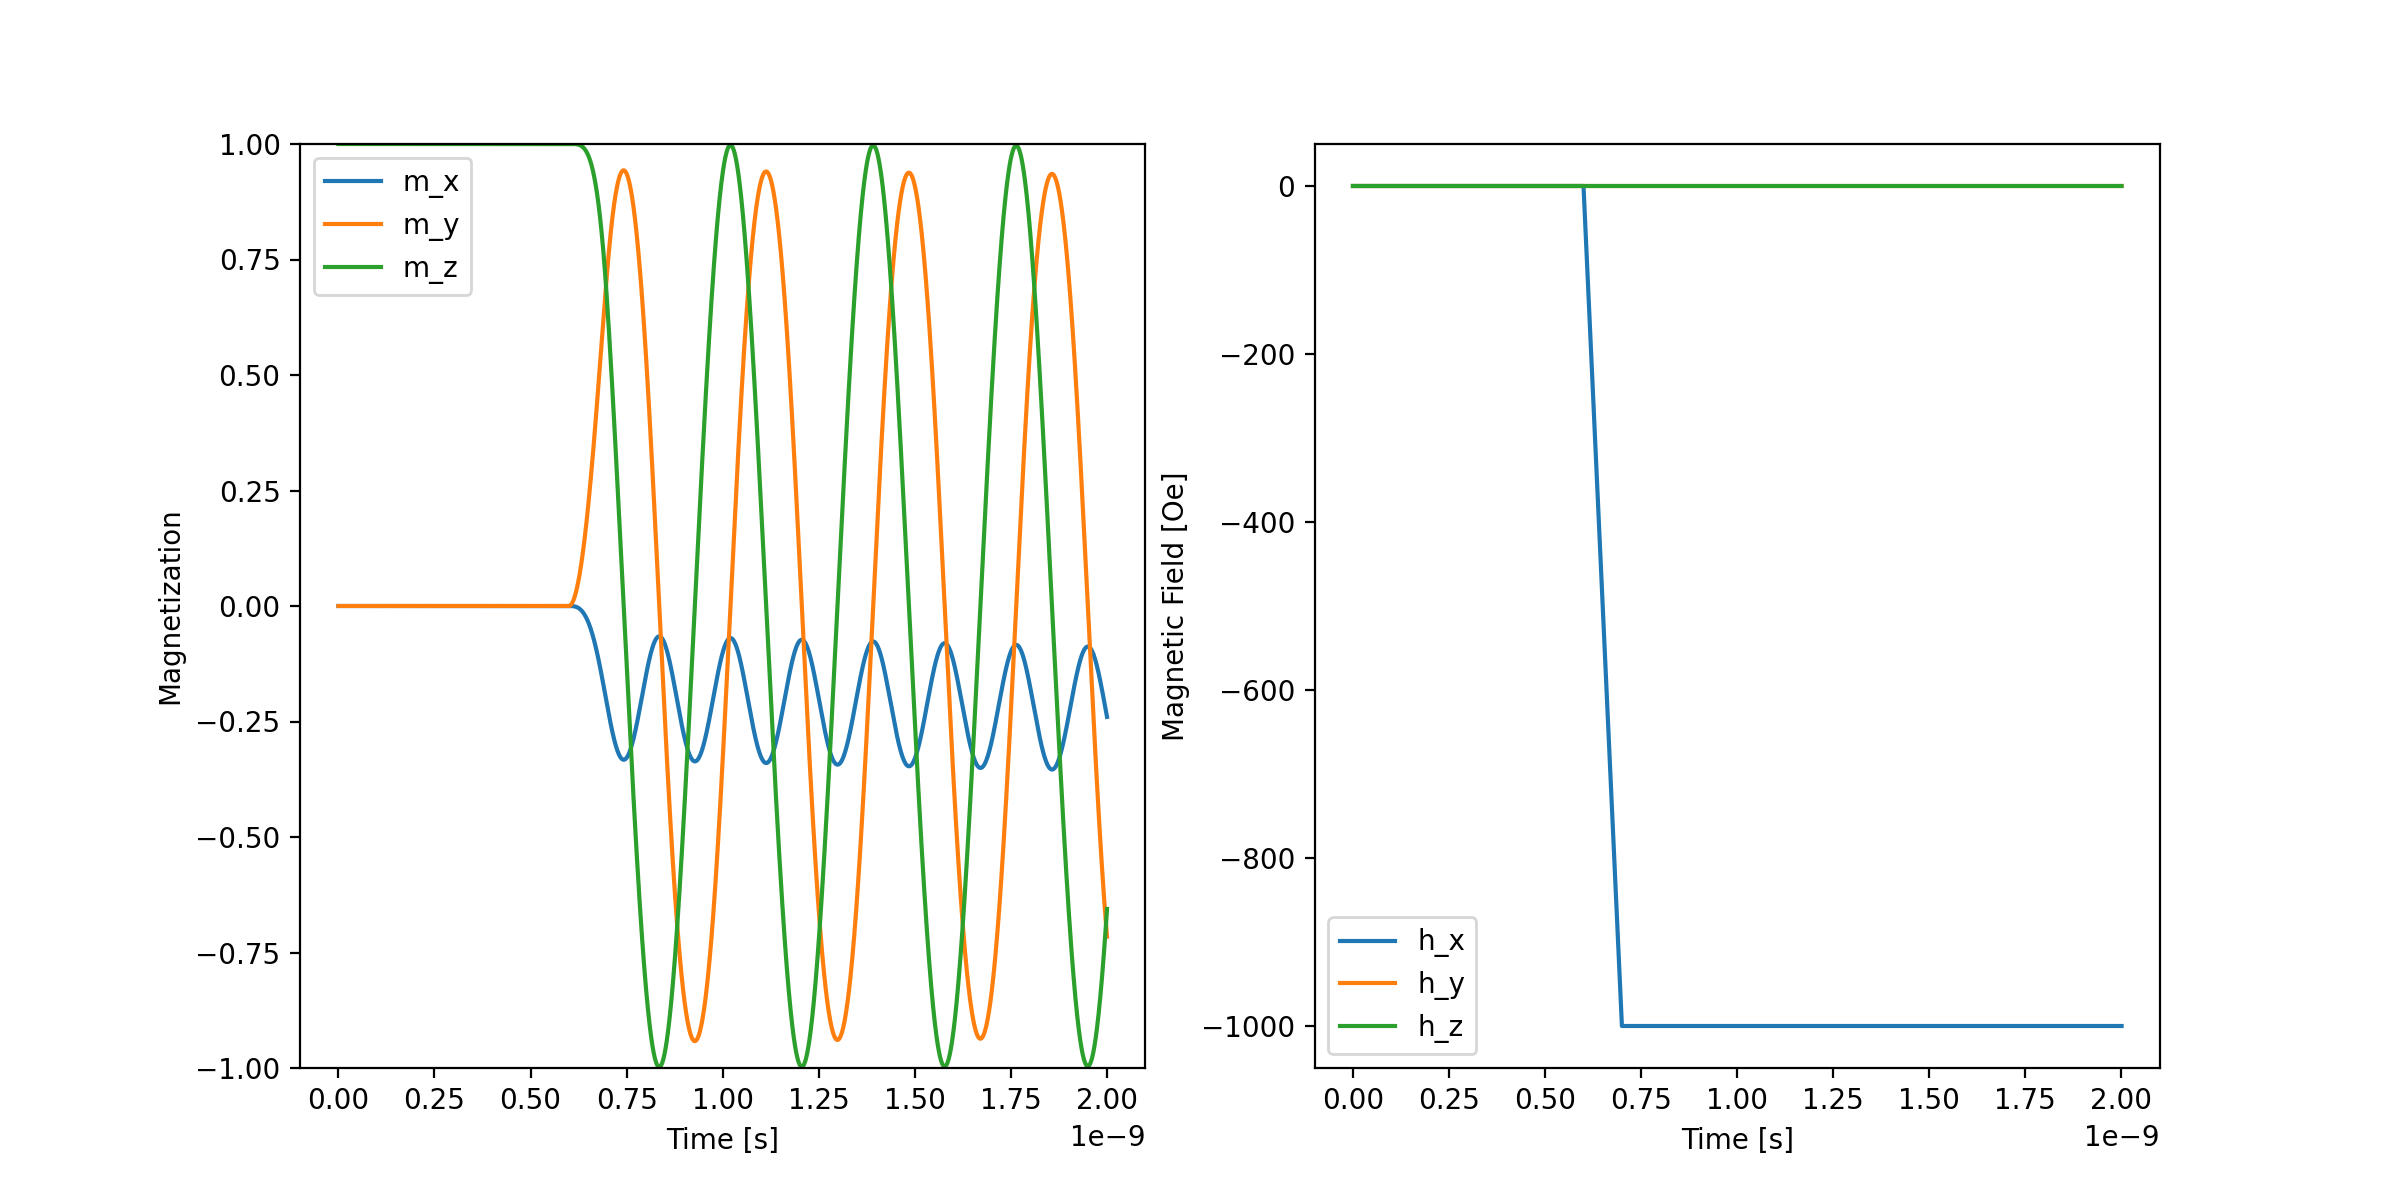 1.00
0.75
0.50
0.25
0.00
−0.25
−0.50
−0.75
−1.00
Magnetization
m_x
m_y
m_z
0.00 0.25 0.50 0.75 1.00 1.25 1.50 1.75 2.00
Time [s]
1e−9
0
−200
−400
−600
−800
−1000
Magnetic Field [Oe]
h_x
h_y
h_z
0.00 0.25 0.50 0.75 1.00 1.25 1.50 1.75 2.00
Time [s]
1e−9